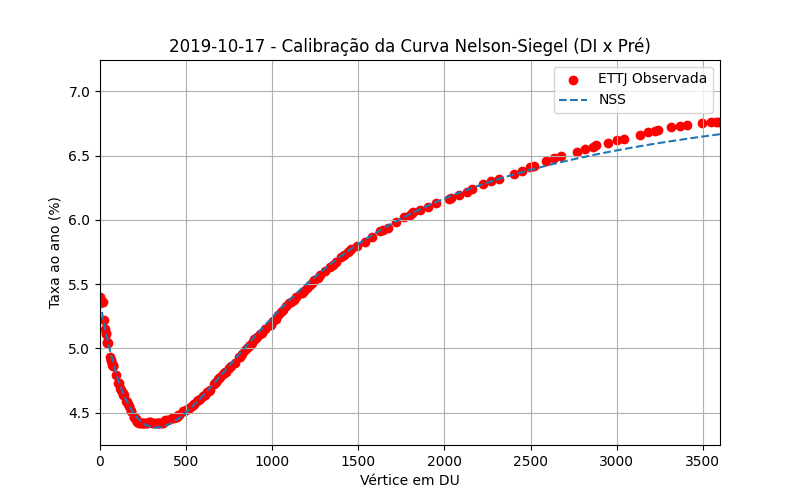 2019-10-17 - Calibração da Curva Nelson-Siegel (DI x Pré)
ETTJ Observada
NSS
7.0
6.5
6.0
5.5
5.0
4.5
Taxa ao ano (%)
0 500 1000 1500 2000 2500 3000 3500
Vértice em DU